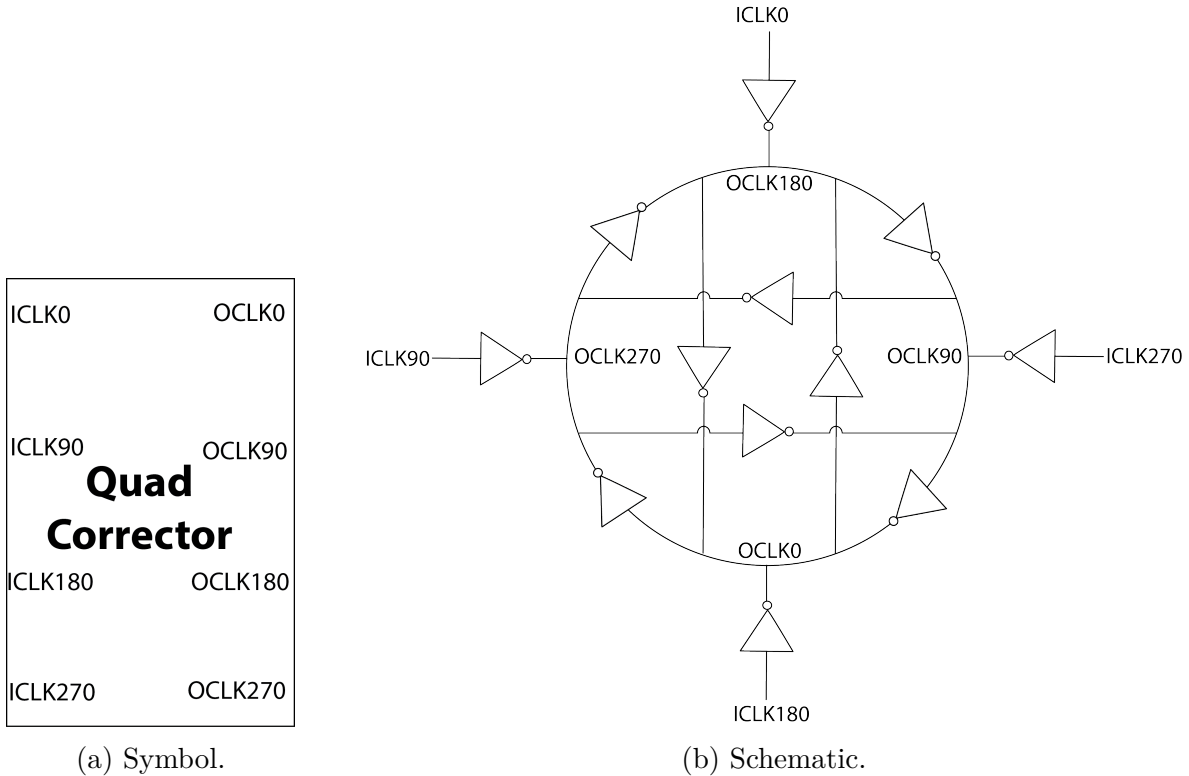 ICLK0
OCLK0
ICLK90
OCLK90
Quad
Corrector
ICLK180
OCLK180
ICLK270
OCLK270
(a) Symbol.
ICLK0
OCLK180
ICLK90
OCLK270
OCLK90
ICLK270
OCLK0
ICLK180
(b) Schematic.